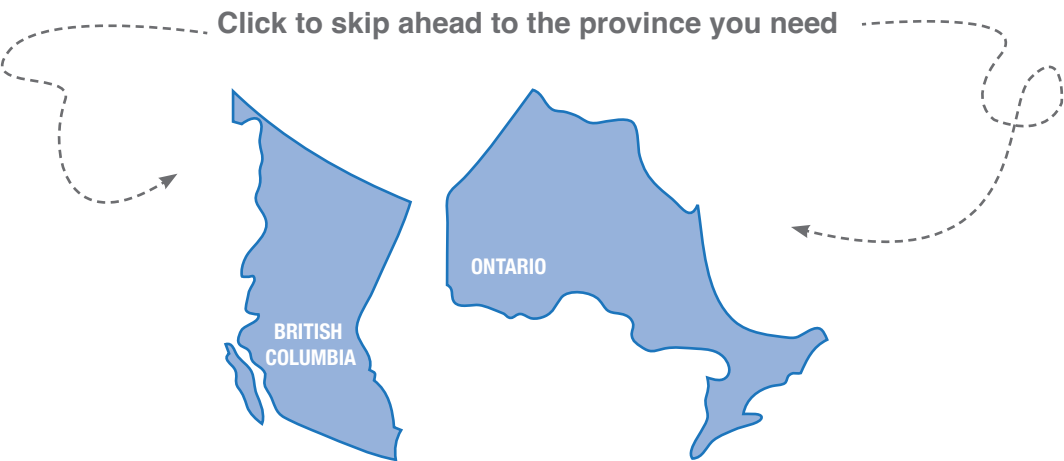 Click to skip ahead to the province you need
ONTARIO
BRITISH
COLUMBIA